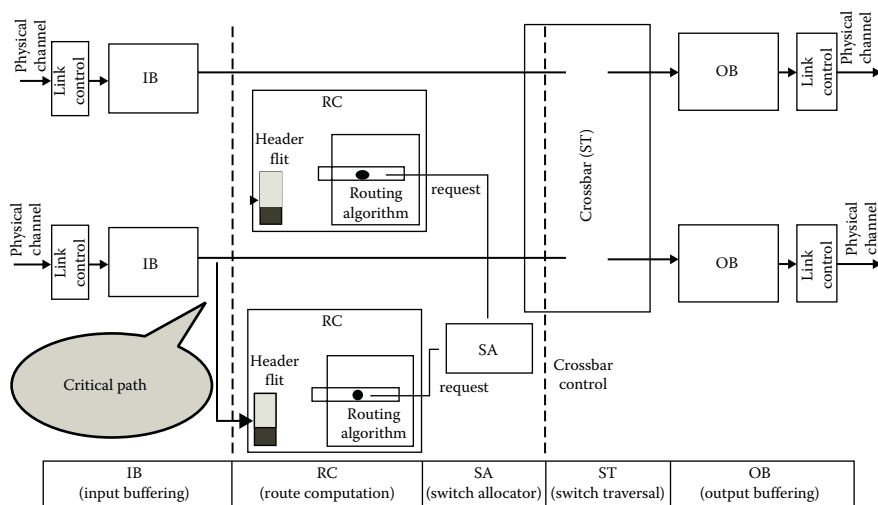 Physical
channel
Link
control
IB
OB
Link
control
Physical
channel
RC
Header
flit
Routing
algorithm
request
Crossbar (ST)
Physical
channel
Link
control
IB
OB
Link
control
Physical
channel
RC
Header
flit
Routing
algorithm
request
SA
Crossbar
control
Critical path
IB
(input buffering)
RC
(route computation)
SA
(switch allocator)
ST
(switch traversal)
OB
(output buffering)